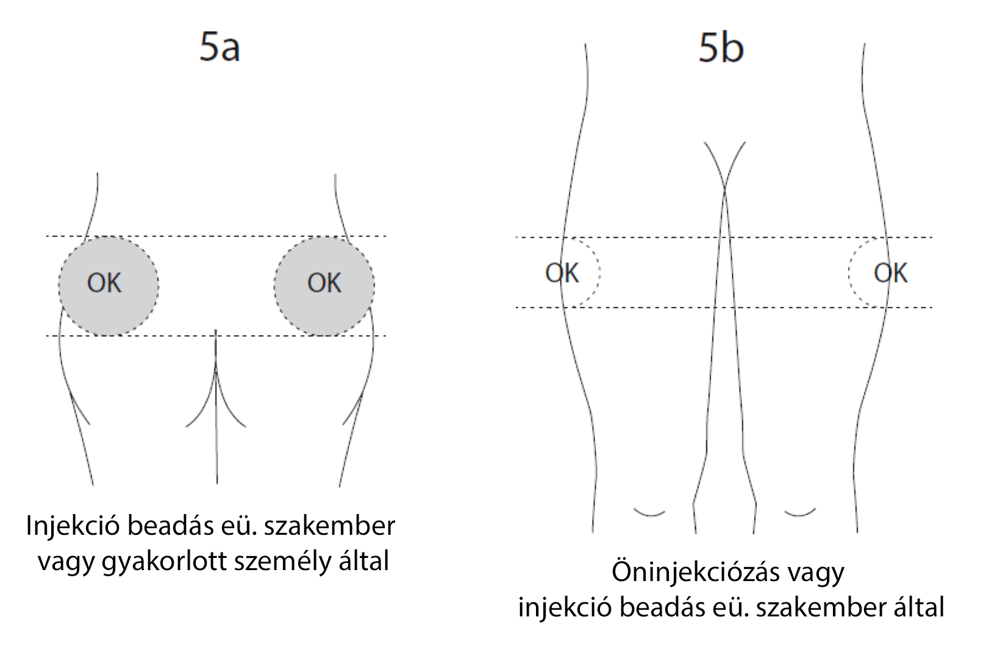 5a
OK
OK
Injekció beadás eü. szakember
vagy gyakorlott személy által
5b
OK
OK
Öninjekciózás vagy
injekció beadás eü. szakember által